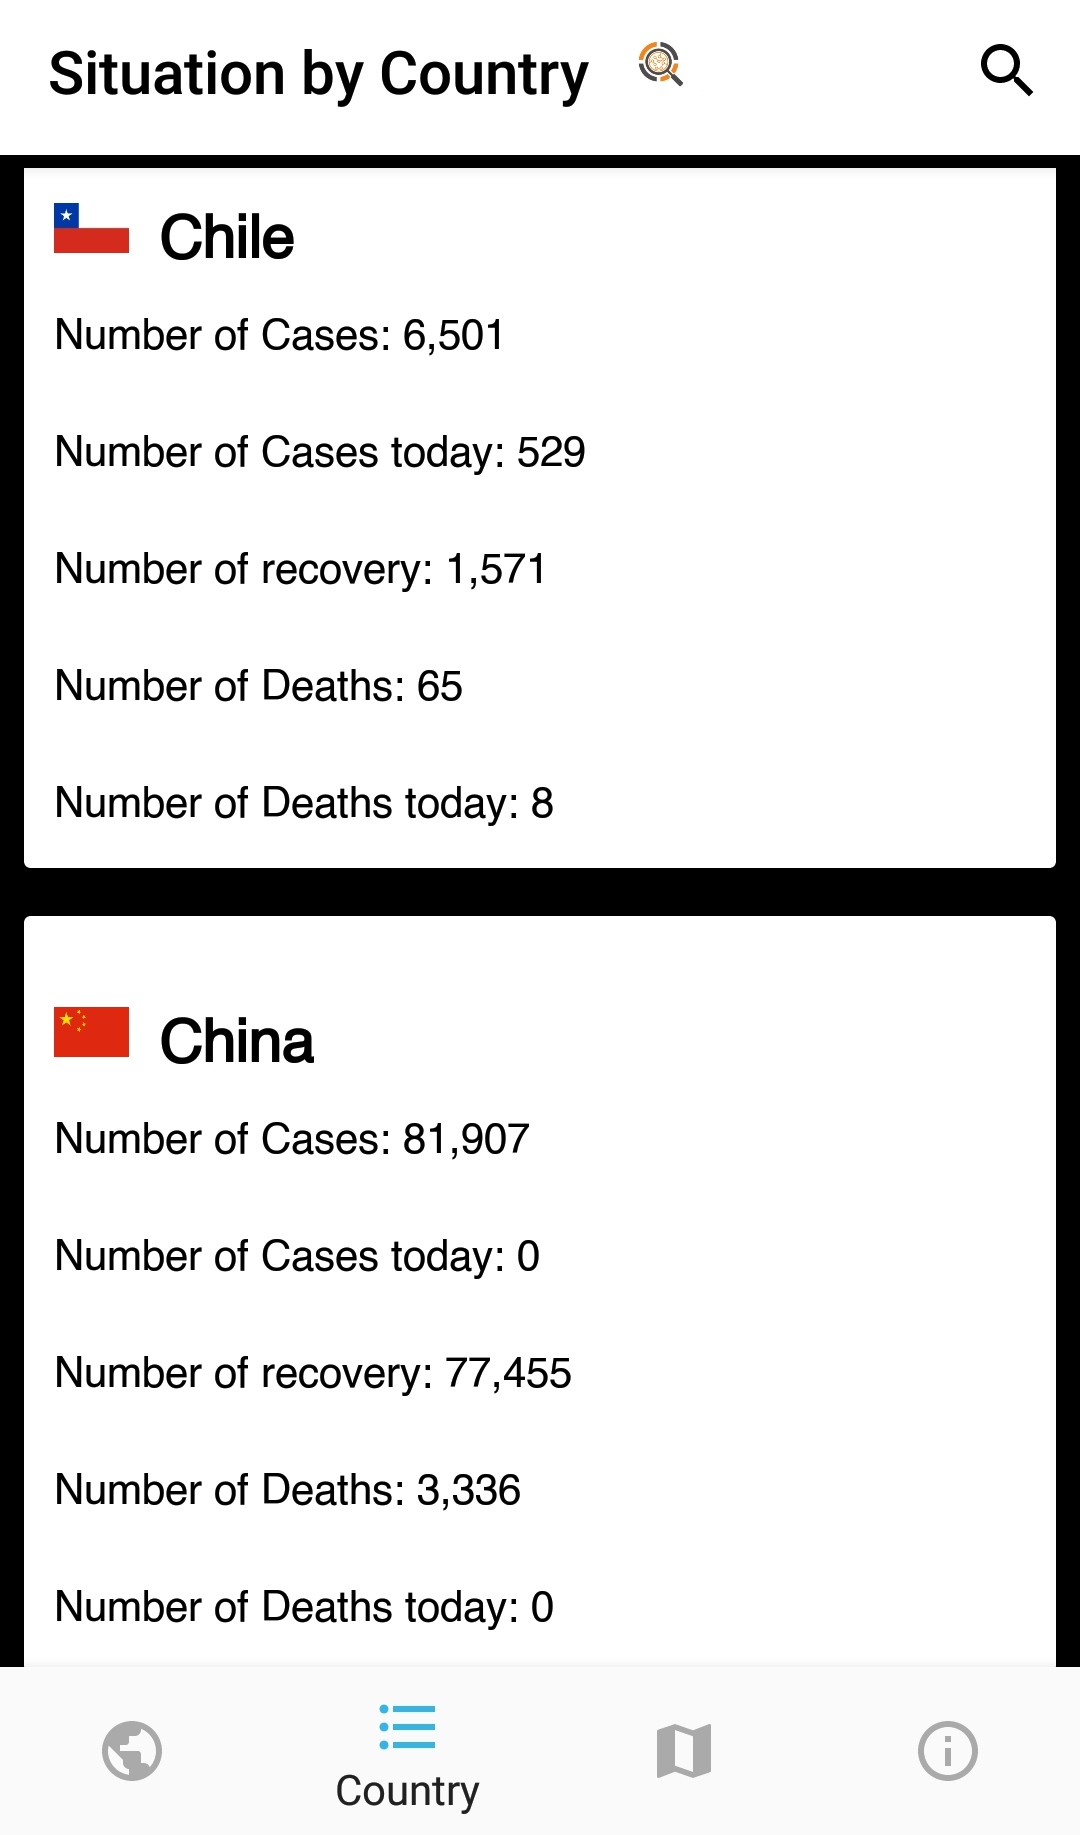 Situation by Country
Chile
Number of Cases: 6,501
Number of Cases today: 529
Number of recovery: 1,571
Number of Deaths: 65
Number of Deaths today: 8
China
Number of Cases: 81,907
Number of Cases today: 0
Number of recovery: 77,455
Number of Deaths: 3,336
Number of Deaths today: 0
Country